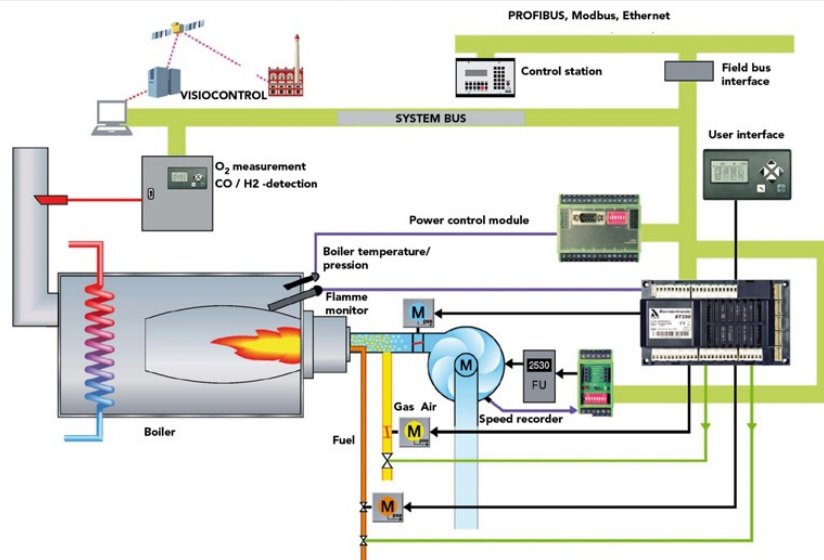 PROFIBUS, Modbus, Ethernet
Control station
Field bus
interface
VISIOCONTROL
SYSTEM BUS
User interface
O₂ measurement
CO / H2 -detection
Power control module
Boiler temperature/
pression
Flamme
monitor
M
M
2530
FU
Gas Air
Speed recorder
M
Boiler
Fuel
M